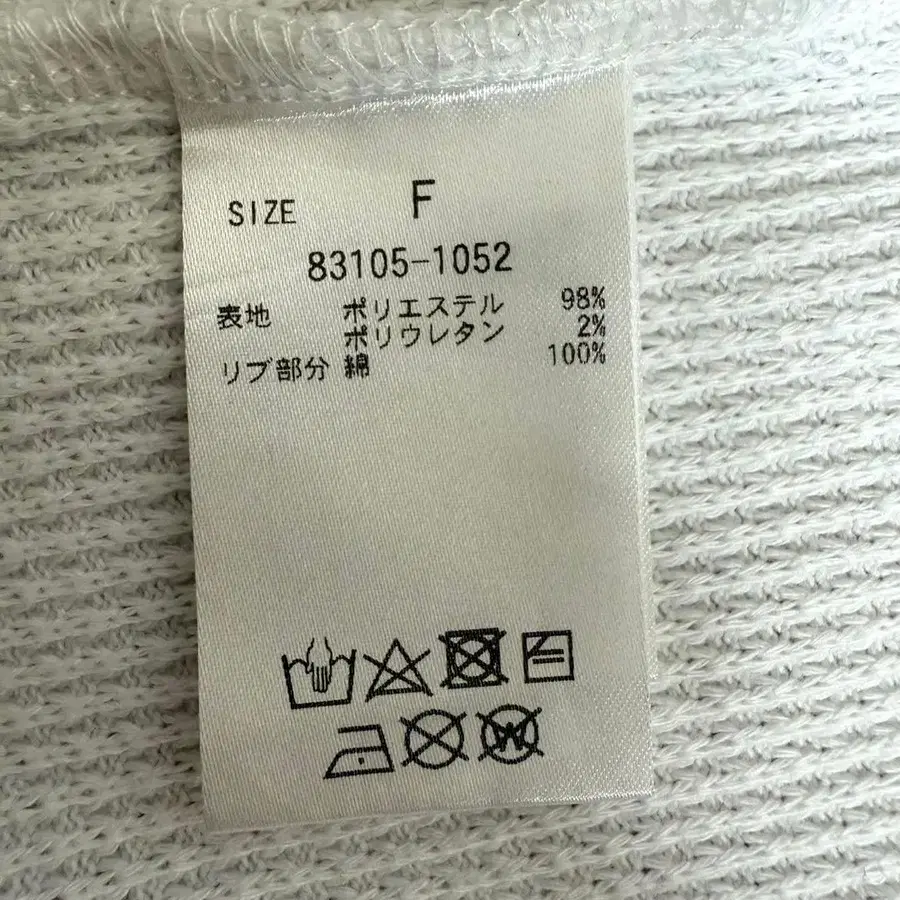 SIZE F
83105-1052
表地 ポリエステル 98%
ポリウレタン 2%
リブ部分 綿 100%
W